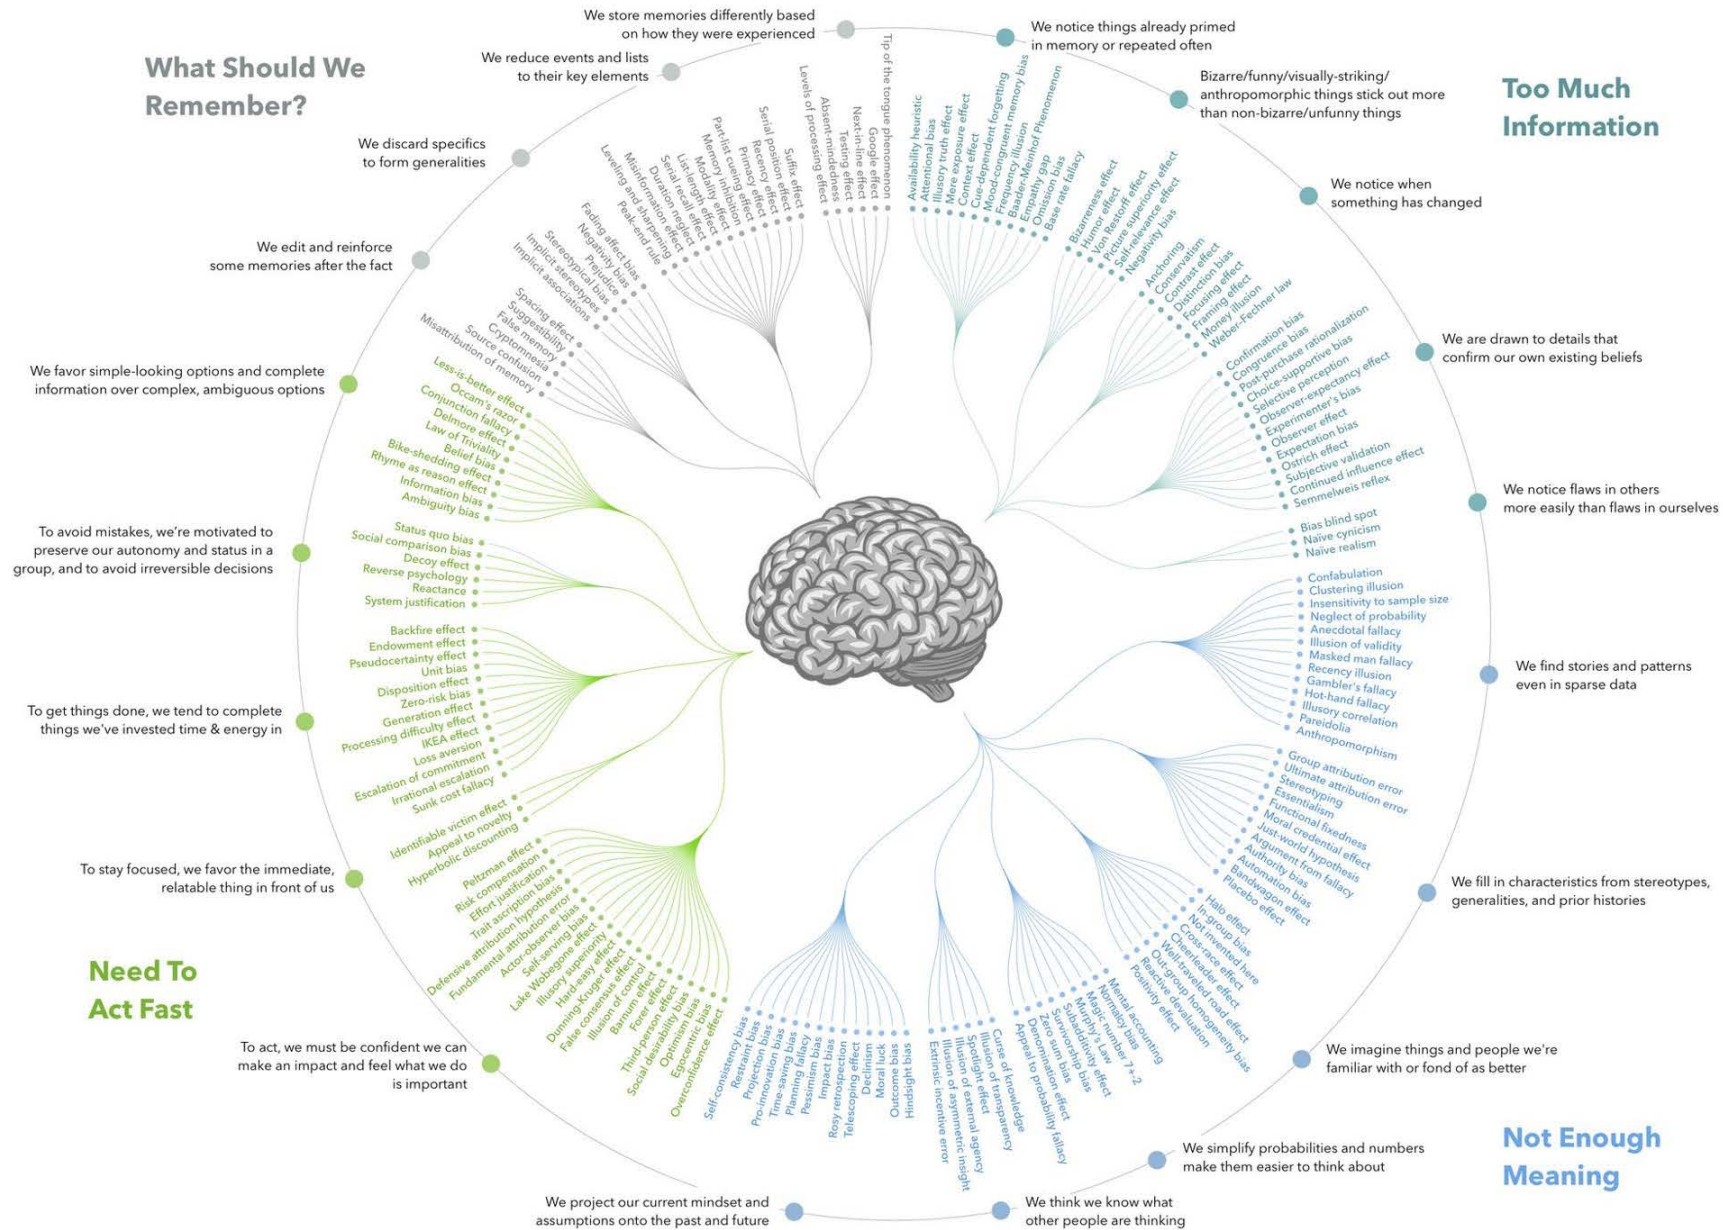 What Should We
Remember?
We store memories differently based
on how they were experienced
We reduce events and lists
to their key elements
We discard specifics
to form generalities
We edit and reinforce
some memories after the fact
Tip of the tongue phenomenon
Google effect
Next-in-line effect
Testing effect
Absent-mindedness
Levels of processing effect
Suffix effect
Serial position effect
Recency effect
Primacy effect
Part-list cueing effect
Memory inhibition
Modality effect
List-length effect
Serial recall effect
Duration neglect
Misinformation effect
Leveling and sharpening
Peak-end rule
Fading affect bias
Negativity bias
Prejudice
Stereotypical bias
Implicit stereotypes
Implicit associations
Spacing effect
Suggestibility
False memory
Cryptomnesia
Source confusion
Misattribution of memory
Too Much
Information
We notice things already primed
in memory or repeated often
Bizarre/funny/visually-striking/
anthropomorphic things stick out more
than non-bizarre/unfunny things
We notice when
something has changed
We are drawn to details that
confirm our own existing beliefs
We notice flaws in others
more easily than flaws in ourselves
Availability heuristic
Attentional bias
Illusory truth effect
Mere exposure effect
Context effect
Cue-dependent forgetting
Mood-congruent memory bias
Frequency illusion
Baader-Meinhof Phenomenon
Empathy gap
Omission bias
Base rate fallacy
Bizarreness effect
Humor effect
Von Restorff effect
Picture superiority effect
Self-relevance effect
Negativity bias
Anchoring
Conservatism
Contrast effect
Distinction bias
Focusing effect
Framing effect
Money illusion
Weber-Fechner law
Confirmation bias
Congruence bias
Post-purchase rationalization
Choice-supportive bias
Selective perception
Observer-expectancy effect
Experimenter's bias
Observer effect
Expectation bias
Ostrich effect
Subjective validation
Continued influence effect
Semmelweis reflex
Bias blind spot
Naïve cynicism
Naïve realism
We find stories and patterns
even in sparse data
We fill in characteristics from stereotypes,
generalities, and prior histories
We imagine things and people we're
familiar with or fond of as better
We simplify probabilities and numbers
make them easier to think about
We think we know what
other people are thinking
We project our current mindset and
assumptions onto the past and future
Not Enough
Meaning
Confabulation
Clustering illusion
Insensitivity to sample size
Neglect of probability
Anecdotal fallacy
Illusion of validity
Masked man fallacy
Recency illusion
Gambler's fallacy
Hot-hand fallacy
Illusory correlation
Pareidolia
Anthropomorphism
Group attribution error
Ultimate attribution error
Stereotyping
Essentialism
Functional fixedness
Moral credential effect
Just-world hypothesis
Argument from fallacy
Authority bias
Automation bias
Bandwagon effect
Placebo effect
Halo effect
In-group bias
Not invented here
Cross-race effect
Cheerleader effect
Well-traveled road effect
Out-group homogeneity bias
Reactive devaluation
Positivity effect
Mental accounting
Normalcy bias
Magic number 7+-2
Murphy's Law
Subadditivity effect
Survivorship bias
Zero sum bias
Denomination effect
Appeal to probability fallacy
Curse of knowledge
Illusion of transparency
Spotlight effect
Illusion of external agency
Illusion of asymmetric insight
Extrinsic incentive error
Hindsight bias
Outcome bias
Moral luck
Declinism
Telescoping effect
Rosy retrospection
Impact bias
Pessimism bias
Planning fallacy
Time-saving bias
Pro-innovation bias
Projection bias
Restraint bias
Self-consistency bias
We favor simple-looking options and complete
information over complex, ambiguous options
To avoid mistakes, we're motivated to
preserve our autonomy and status in a
group, and to avoid irreversible decisions
To get things done, we tend to complete
things we've invested time & energy in
To stay focused, we favor the immediate,
relatable thing in front of us
Need To
Act Fast
To act, we must be confident we can
make an impact and feel what we do
is important
Less-is-better effect
Occam's razor
Conjunction fallacy
Delmore effect
Law of Triviality
Belief bias
Bike-shedding effect
Rhyme as reason effect
Information bias
Ambiguity bias
Status quo bias
Social comparison bias
Decoy effect
Reverse psychology
Reactance
System justification
Backfire effect
Endowment effect
Pseudocertainty effect
Unit bias
Disposition effect
Zero-risk bias
Generation effect
Processing difficulty effect
IKEA effect
Loss aversion
Escalation of commitment
Irrational escalation
Sunk cost fallacy
Identifiable victim effect
Appeal to novelty
Hyperbolic discounting
Peltzman effect
Risk compensation
Effort justification
Trait ascription bias
Defensive attribution hypothesis
Fundamental attribution error
Actor-observer bias
Self-serving bias
Lake Wobegone effect
Illusory superiority
Hard-easy effect
Dunning-Kruger effect
False consensus effect
Illusion of control
Barnum effect
Forer effect
Third-person effect
Social desirability bias
Optimism bias
Egocentric bias
Overconfidence effect